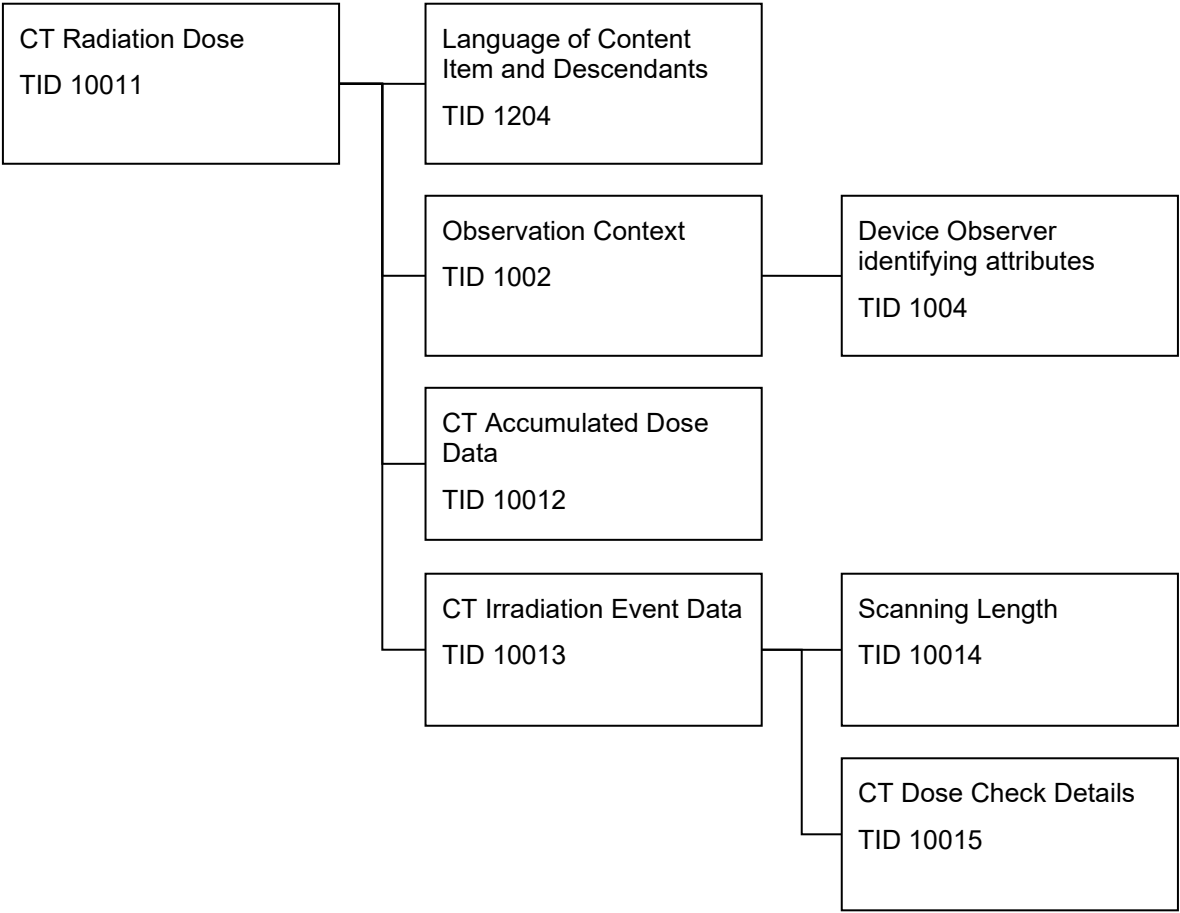 CT Radiation Dose
TID 10011
Language of Content
Item and Descendants
TID 1204
Observation Context
TID 1002
Device Observer
identifying attributes
TID 1004
CT Accumulated Dose
Data
TID 10012
CT Irradiation Event Data
TID 10013
Scanning Length
TID 10014
CT Dose Check Details
TID 10015